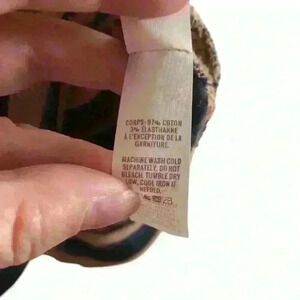 CORPS: 97% COTON
3% ELASTHANNE
À L'EXCEPTION DE LA
GARNITURE.
MACHINE WASH COLD
SEPARATELY, DO NOT
BLEACH, TUMBLE DRY
LOW, COOL IRON IF
NEEDED.